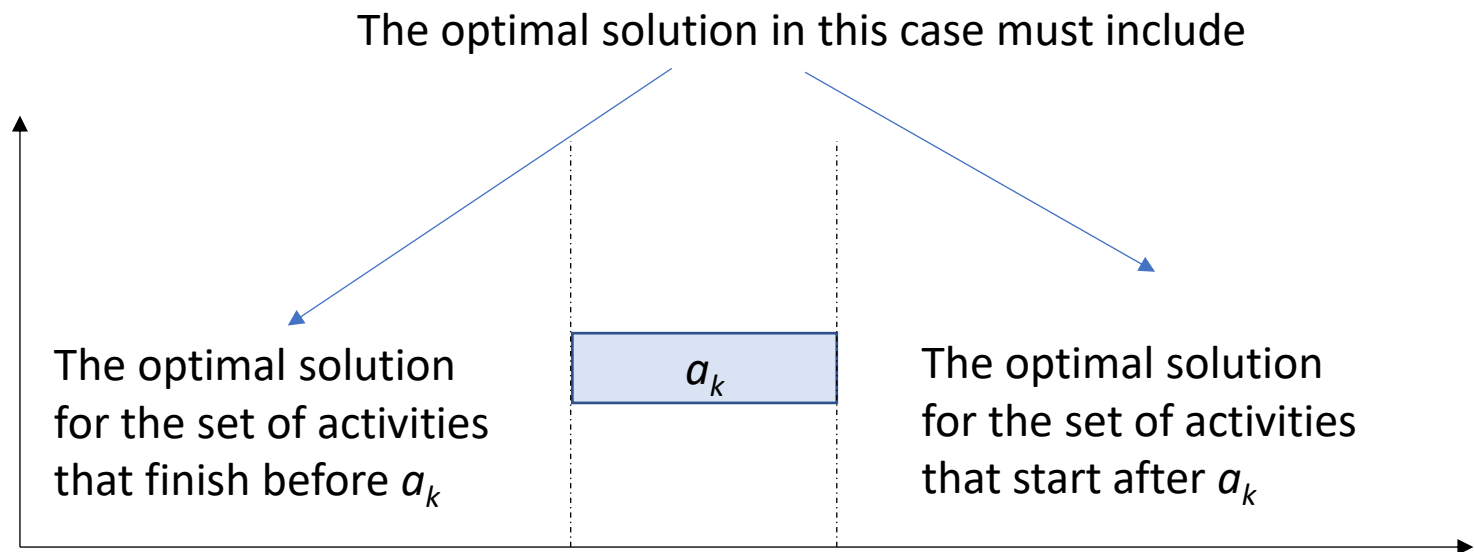 The optimal solution in this case must include
The optimal solution
for the set of activities
that finish before aₖ
aₖ
The optimal solution
for the set of activities
that start after aₖ